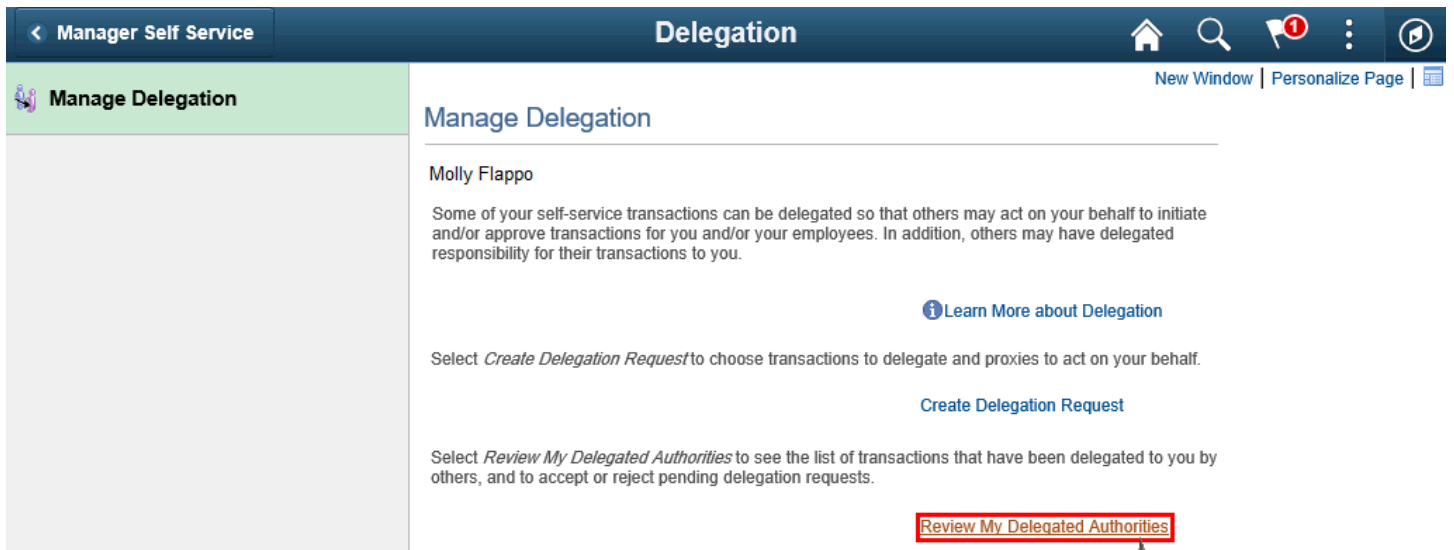 Manager Self Service
Delegation
1
New Window | Personalize Page |
Manage Delegation
Manage Delegation
Molly Flappo
Some of your self-service transactions can be delegated so that others may act on your behalf to initiate
and/or approve transactions for you and/or your employees. In addition, others may have delegated
responsibility for their transactions to you.
Learn More about Delegation
Select Create Delegation Request to choose transactions to delegate and proxies to act on your behalf.
Create Delegation Request
Select Review My Delegated Authorities to see the list of transactions that have been delegated to you by
others, and to accept or reject pending delegation requests.
Review My Delegated Authorities